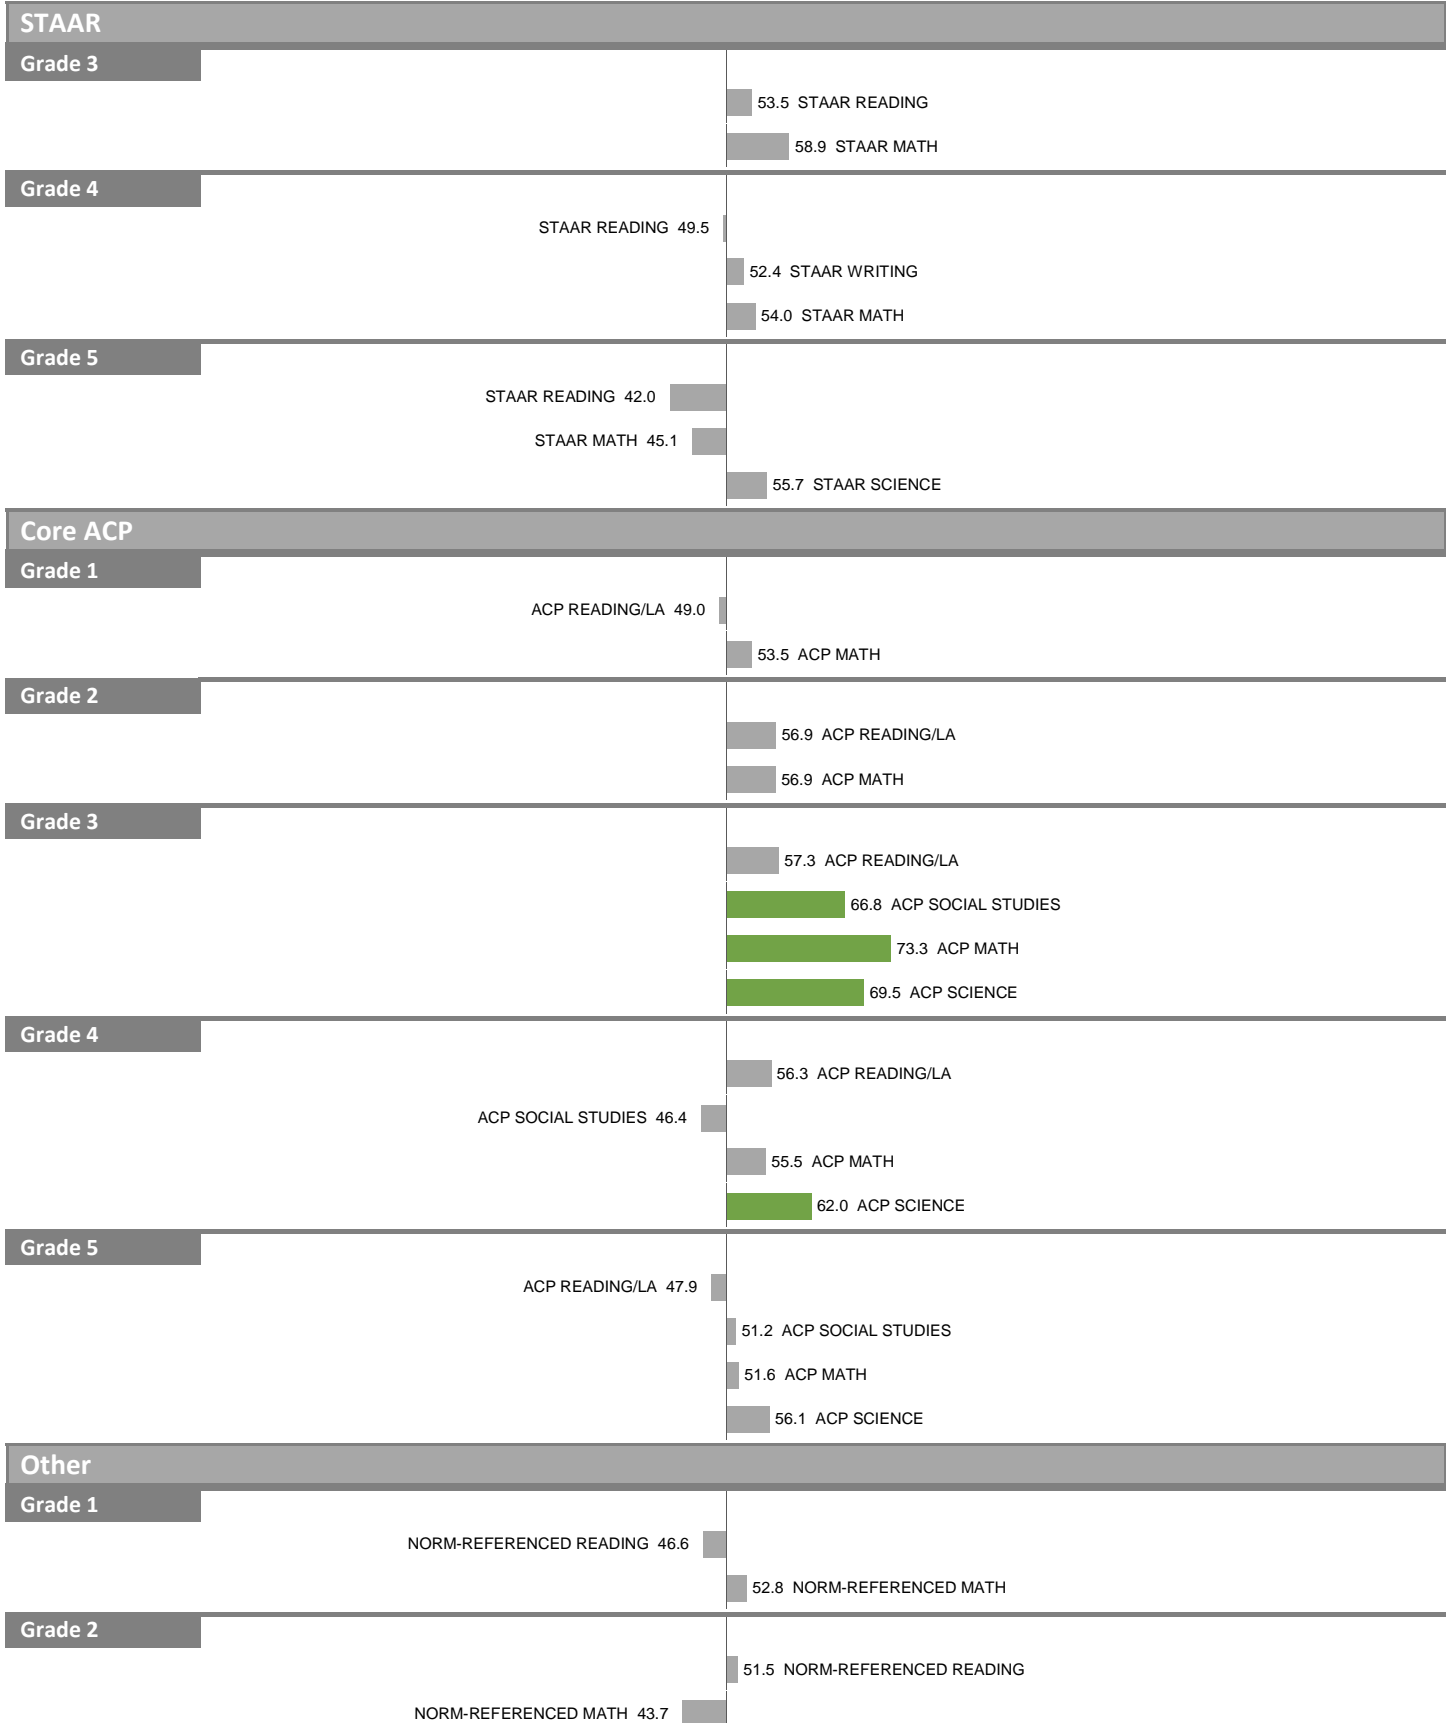 STAAR
Grade 3
53.5 STAAR READING
58.9 STAAR MATH
Grade 4
STAAR READING 49.5
52.4 STAAR WRITING
54.0 STAAR MATH
Grade 5
STAAR READING 42.0
STAAR MATH 45.1
55.7 STAAR SCIENCE
Core ACP
Grade 1
ACP READING/LA 49.0
53.5 ACP MATH
Grade 2
56.9 ACP READING/LA
56.9 ACP MATH
Grade 3
57.3 ACP READING/LA
66.8 ACP SOCIAL STUDIES
73.3 ACP MATH
69.5 ACP SCIENCE
Grade 4
56.3 ACP READING/LA
ACP SOCIAL STUDIES 46.4
55.5 ACP MATH
62.0 ACP SCIENCE
Grade 5
ACP READING/LA 47.9
51.2 ACP SOCIAL STUDIES
51.6 ACP MATH
56.1 ACP SCIENCE
Other
Grade 1
NORM-REFERENCED READING 46.6
52.8 NORM-REFERENCED MATH
Grade 2
51.5 NORM-REFERENCED READING
NORM-REFERENCED MATH 43.7